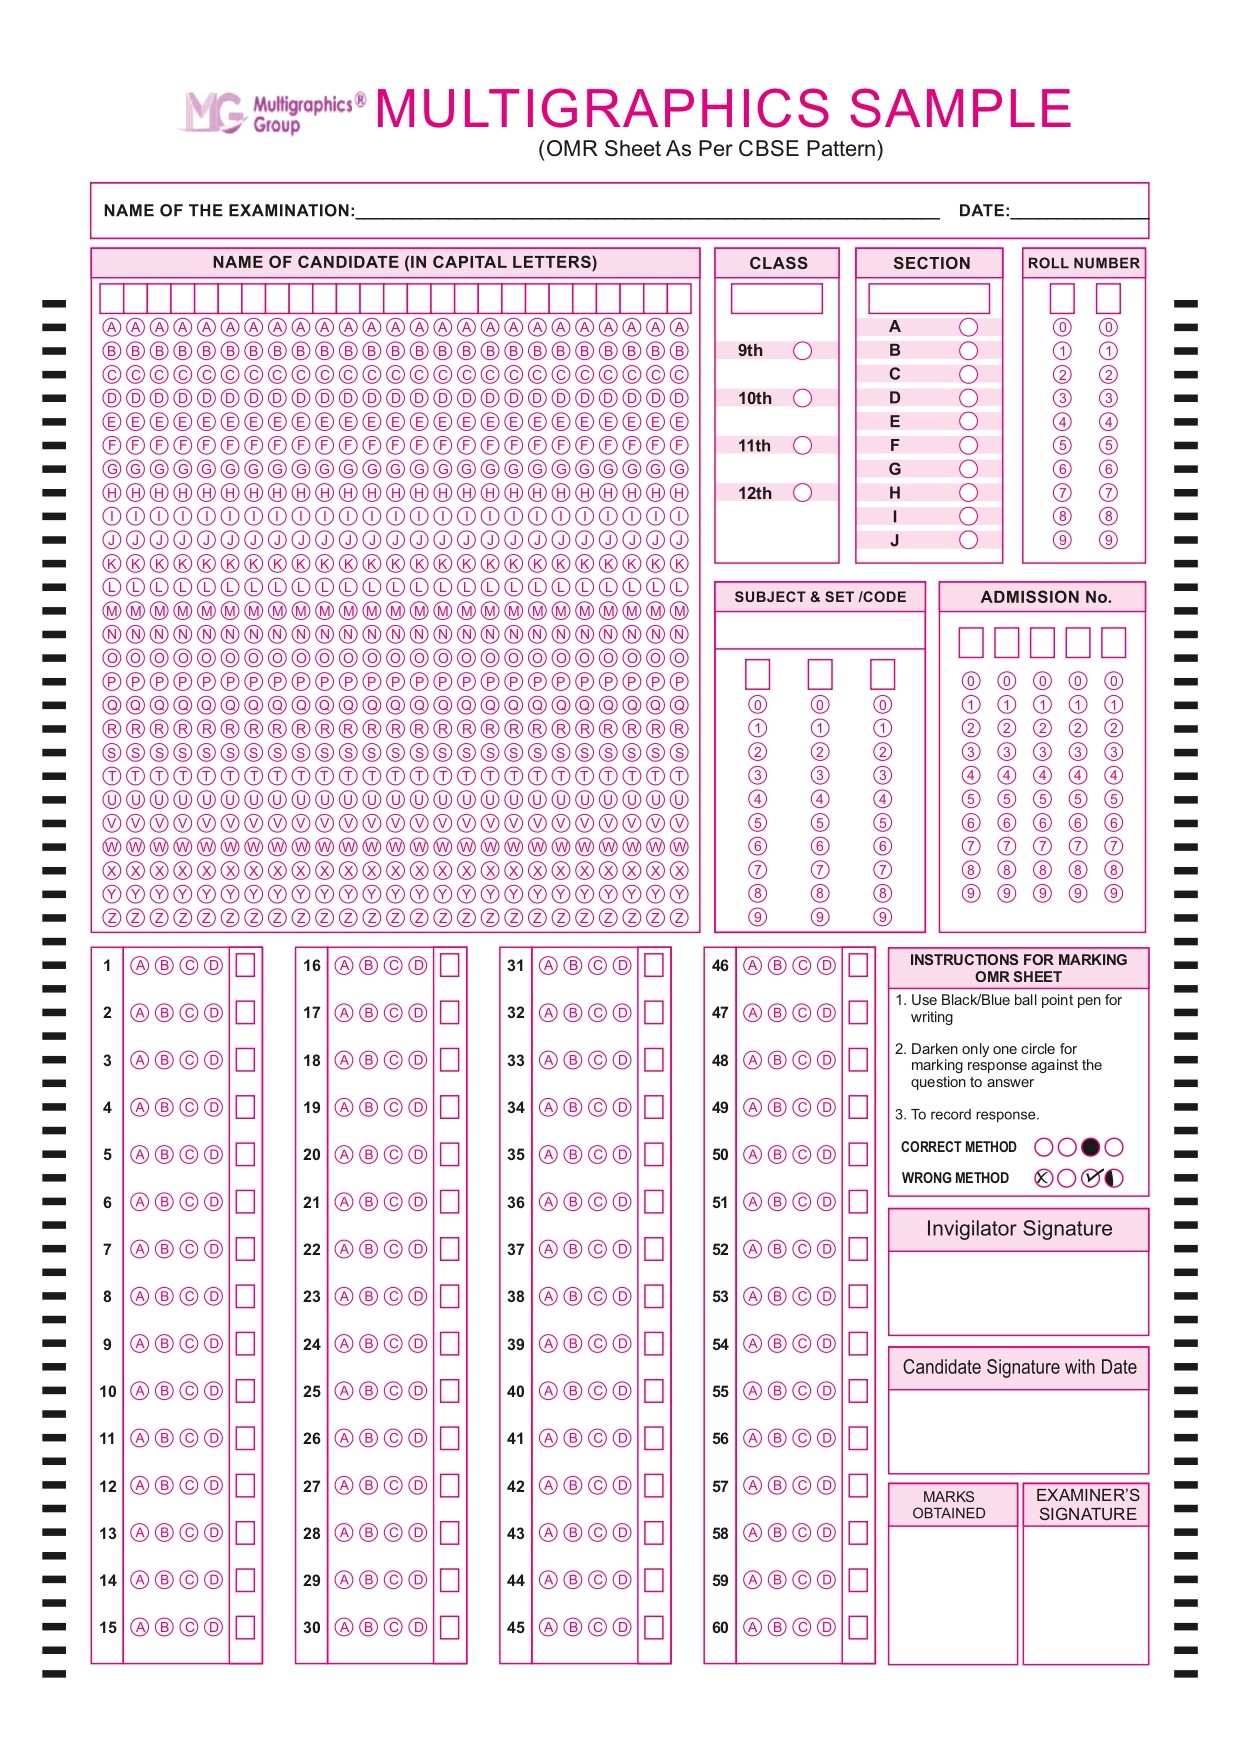 MG Multigraphics® Group
MULTIGRAPHICS SAMPLE
(OMR Sheet As Per CBSE Pattern)
NAME OF THE EXAMINATION: DATE:
NAME OF CANDIDATE (IN CAPITAL LETTERS)
A A A A A A A A A A A A A A A A A A A A A A A A A
B B B B B B B B B B B B B B B B B B B B B B B B B
C C C C C C C C C C C C C C C C C C C C C C C C C
D D D D D D D D D D D D D D D D D D D D D D D D D
E E E E E E E E E E E E E E E E E E E E E E E E E
F F F F F F F F F F F F F F F F F F F F F F F F F
G G G G G G G G G G G G G G G G G G G G G G G G G
H H H H H H H H H H H H H H H H H H H H H H H H H
I I I I I I I I I I I I I I I I I I I I I I I I I
J J J J J J J J J J J J J J J J J J J J J J J J J
K K K K K K K K K K K K K K K K K K K K K K K K K
L L L L L L L L L L L L L L L L L L L L L L L L L
M M M M M M M M M M M M M M M M M M M M M M M M M
N N N N N N N N N N N N N N N N N N N N N N N N N
O O O O O O O O O O O O O O O O O O O O O O O O O
P P P P P P P P P P P P P P P P P P P P P P P P P
Q Q Q Q Q Q Q Q Q Q Q Q Q Q Q Q Q Q Q Q Q Q Q Q Q
R R R R R R R R R R R R R R R R R R R R R R R R R
S S S S S S S S S S S S S S S S S S S S S S S S S
T T T T T T T T T T T T T T T T T T T T T T T T T
U U U U U U U U U U U U U U U U U U U U U U U U U
V V V V V V V V V V V V V V V V V V V V V V V V V
W W W W W W W W W W W W W W W W W W W W W W W W W
X X X X X X X X X X X X X X X X X X X X X X X X X
Y Y Y Y Y Y Y Y Y Y Y Y Y Y Y Y Y Y Y Y Y Y Y Y Y
Z Z Z Z Z Z Z Z Z Z Z Z Z Z Z Z Z Z Z Z Z Z Z Z Z
CLASS
9th
10th
11th
12th
SECTION
A
B
C
D
E
F
G
H
I
J
ROLL NUMBER
0 0
1 1
2 2
3 3
4 4
5 5
6 6
7 7
8 8
9 9
SUBJECT & SET /CODE
0 0 0
1 1 1
2 2 2
3 3 3
4 4 4
5 5 5
6 6 6
7 7 7
8 8 8
9 9 9
ADMISSION No.
0 0 0 0 0
1 1 1 1 1
2 2 2 2 2
3 3 3 3 3
4 4 4 4 4
5 5 5 5 5
6 6 6 6 6
7 7 7 7 7
8 8 8 8 8
9 9 9 9 9
1 A B C D
2 A B C D
3 A B C D
4 A B C D
5 A B C D
6 A B C D
7 A B C D
8 A B C D
9 A B C D
10 A B C D
11 A B C D
12 A B C D
13 A B C D
14 A B C D
15 A B C D
16 A B C D
17 A B C D
18 A B C D
19 A B C D
20 A B C D
21 A B C D
22 A B C D
23 A B C D
24 A B C D
25 A B C D
26 A B C D
27 A B C D
28 A B C D
29 A B C D
30 A B C D
31 A B C D
32 A B C D
33 A B C D
34 A B C D
35 A B C D
36 A B C D
37 A B C D
38 A B C D
39 A B C D
40 A B C D
41 A B C D
42 A B C D
43 A B C D
44 A B C D
45 A B C D
46 A B C D
47 A B C D
48 A B C D
49 A B C D
50 A B C D
51 A B C D
52 A B C D
53 A B C D
54 A B C D
55 A B C D
56 A B C D
57 A B C D
58 A B C D
59 A B C D
60 A B C D
INSTRUCTIONS FOR MARKING
OMR SHEET
1. Use Black/Blue ball point pen for
writing
2. Darken only one circle for
marking response against the
question to answer
3. To record response.
CORRECT METHOD
WRONG METHOD
Invigilator Signature
Candidate Signature with Date
MARKS
OBTAINED
EXAMINER'S
SIGNATURE